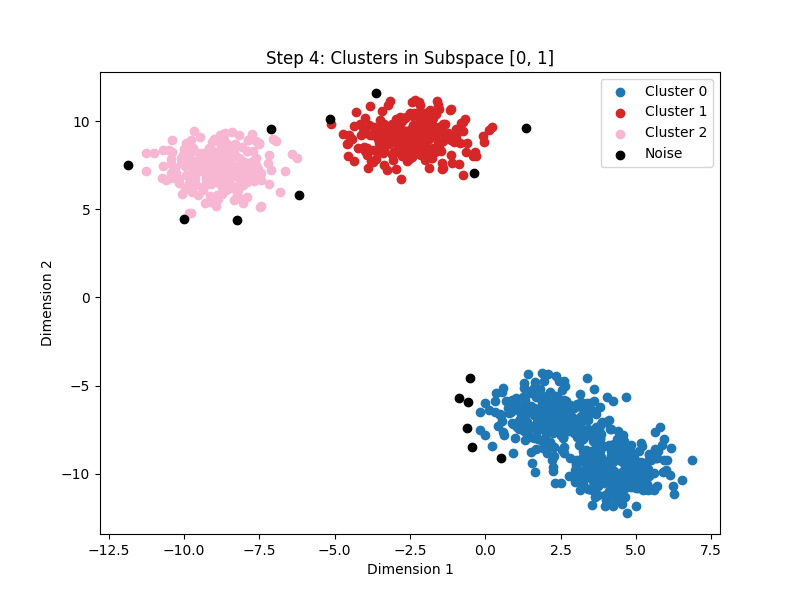 Step 4: Clusters in Subspace [0, 1]
Cluster 0
Cluster 1
Cluster 2
Noise
10
5
0
−5
−10
Dimension 2
−12.5 −10.0 −7.5 −5.0 −2.5 0.0 2.5 5.0 7.5
Dimension 1